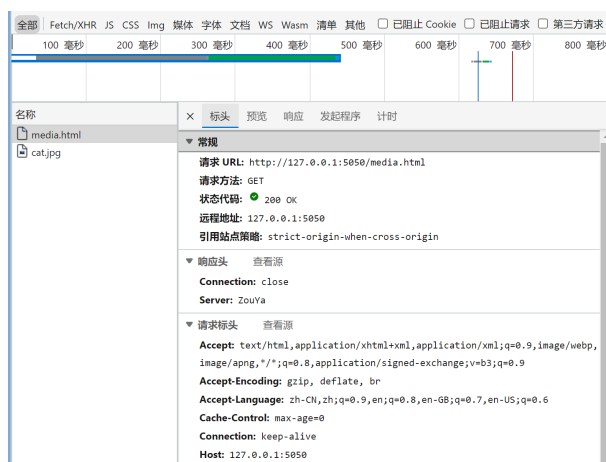 全部 Fetch/XHR JS CSS Img 媒体 字体 文档 WS Wasm 清单 其他 已阻止 Cookie 已阻止请求 第三方请求
100 毫秒 200 毫秒 300 毫秒 400 毫秒 500 毫秒 600 毫秒 700 毫秒 800 毫秒
名称
media.html
cat.jpg
× 标头 预览 响应 发起程序 计时
▼ 常规
请求 URL: http://127.0.0.1:5050/media.html
请求方法: GET
状态代码: 200 OK
远程地址: 127.0.0.1:5050
引用站点策略: strict-origin-when-cross-origin
▼ 响应头 查看源
Connection: close
Server: ZouYa
▼ 请求标头 查看源
Accept: text/html,application/xhtml+xml,application/xml;q=0.9,image/webp,
image/apng,*/*;q=0.8,application/signed-exchange;v=b3;q=0.9
Accept-Encoding: gzip, deflate, br
Accept-Language: zh-CN,zh;q=0.9,en;q=0.8,en-GB;q=0.7,en-US;q=0.6
Cache-Control: max-age=0
Connection: keep-alive
Host: 127.0.0.1:5050